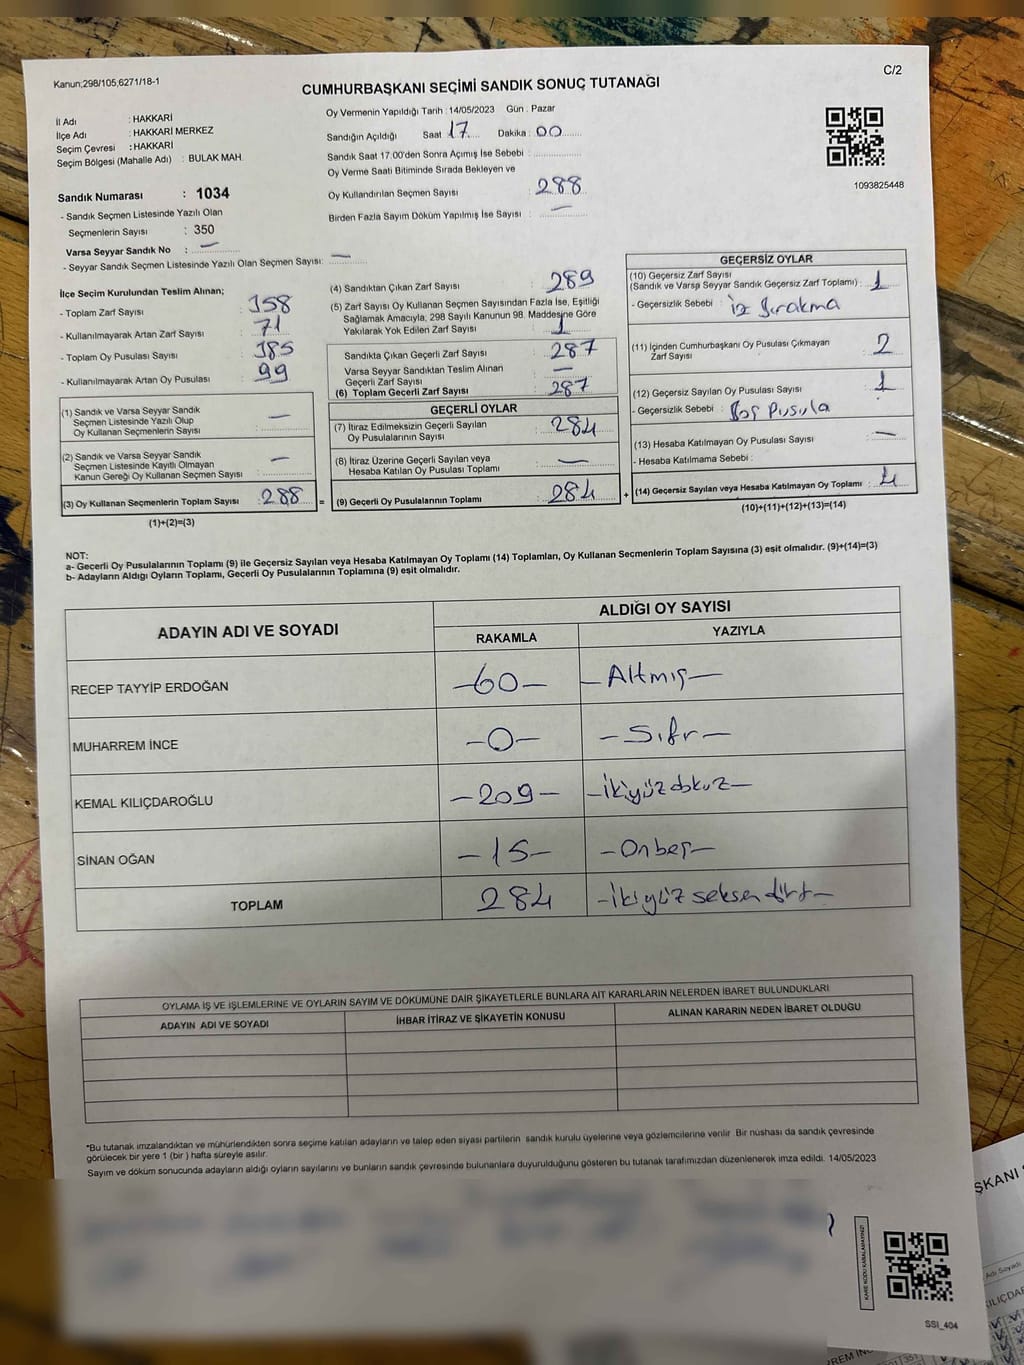 Kanun;298/105,6271/18-1
C/2
CUMHURBAŞKANI SEÇİMİ SANDIK SONUÇ TUTANAĞI
İl Adı : HAKKARİ
İlçe Adı : HAKKARİ MERKEZ
Seçim Çevresi : HAKKARİ
Seçim Bölgesi (Mahalle Adı) : BULAK MAH.
Sandık Numarası : 1034
- Sandık Seçmen Listesinde Yazılı Olan
Seçmenlerin Sayısı : 350
Varsa Seyyar Sandık No : —
- Seyyar Sandık Seçmen Listesinde Yazılı Olan Seçmen Sayısı: —
Oy Vermenin Yapıldığı Tarih : 14/05/2023 Gün : Pazar
Sandığın Açıldığı Saat 17 Dakika : 00
Sandık Saat 17.00'den Sonra Açımış İse Sebebi :
Oy Verme Saati Bitiminde Sırada Bekleyen ve
Oy Kullandırılan Seçmen Sayısı : 288
Birden Fazla Sayım Döküm Yapılmış İse Sayısı : —
1093825448
İlçe Seçim Kurulundan Teslim Alınan;
- Toplam Zarf Sayısı : 358
- Kullanılmayarak Artan Zarf Sayısı : 71
- Toplam Oy Pusulası Sayısı : 385
- Kullanılmayarak Artan Oy Pusulası : 99
(1) Sandık ve Varsa Seyyar Sandık
Seçmen Listesinde Yazılı Olup
Oy Kullanan Seçmenlerin Sayısı : —
(2) Sandık ve Varsa Seyyar Sandık
Seçmen Listesinde Kayıtlı Olmayan
Kanun Gereği Oy Kullanan Seçmen Sayısı : —
(3) Oy Kullanan Seçmenlerin Toplam Sayısı : 288 =
(1)+(2)=(3)
(4) Sandıktan Çıkan Zarf Sayısı : 289
(5) Zarf Sayısı Oy Kullanan Seçmen Sayısından Fazla İse, Eşitliği
Sağlamak Amacıyla, 298 Sayılı Kanunun 98. Maddesine Göre
Yakılarak Yok Edilen Zarf Sayısı : 1
Sandıkta Çıkan Geçerli Zarf Sayısı : 287
Varsa Seyyar Sandıktan Teslim Alınan
Geçerli Zarf Sayısı : —
(6) Toplam Gecerli Zarf Sayısı : 287
GEÇERLİ OYLAR
(7) İtiraz Edilmeksizin Geçerli Sayılan
Oy Pusulalarının Sayısı : 284
(8) İtiraz Üzerine Geçerli Sayılan veya
Hesaba Katılan Oy Pusulası Toplamı : —
(9) Gecerli Oy Pusulalarının Toplamı : 284 +
GEÇERSİZ OYLAR
(10) Geçersiz Zarf Sayısı
(Sandık ve Varsa Seyyar Sandık Geçersiz Zarf Toplamı) : 1
- Geçersizlik Sebebi : iz bırakma
(11) İçinden Cumhurbaşkanı Oy Pusulası Çıkmayan
Zarf Sayısı : 2
(12) Geçersiz Sayılan Oy Pusulası Sayısı : 1
- Geçersizlik Sebebi : Boş Pusula
(13) Hesaba Katılmayan Oy Pusulası Sayısı : —
- Hesaba Katılmama Sebebi :
(14) Geçersiz Sayılan veya Hesaba Katılmayan Oy Toplamı : 4
(10)+(11)+(12)+(13)=(14)
NOT:
a- Gecerli Oy Pusulalarının Toplamı (9) ile Geçersiz Sayılan veya Hesaba Katılmayan Oy Toplamı (14) Toplamları, Oy Kullanan Seçmenlerin Toplam Sayısına (3) eşit olmalıdır. (9)+(14)=(3)
b- Adayların Aldığı Oyların Toplamı, Geçerli Oy Pusulalarının Toplamına (9) eşit olmalıdır.
ADAYIN ADI VE SOYADI
ALDIĞI OY SAYISI
RAKAMLA YAZIYLA
RECEP TAYYİP ERDOĞAN —60— —Altmış—
MUHARREM İNCE —0— —Sıfır—
KEMAL KILIÇDAROĞLU —209— —İkiyüzdokuz—
SİNAN OĞAN —15— —Onbeş—
TOPLAM 284 —İkiyüz seksen dört—
OYLAMA İŞ VE İŞLEMLERİNE VE OYLARIN SAYIM VE DÖKÜMÜNE DAİR ŞİKAYETLERLE BUNLARA AİT KARARLARIN NELERDEN İBARET BULUNDUKLARI
ADAYIN ADI VE SOYADI İHBAR İTİRAZ VE ŞİKAYETİN KONUSU ALINAN KARARIN NEDEN İBARET OLDUĞU
*Bu tutanak imzalandıktan ve mühürlendikten sonra seçime katılan adayların ve talep eden siyasi partilerin sandık kurulu üyelerine veya gözlemcilerine verilir Bir nüshası da sandık çevresinde
görülecek bir yere 1 (bir ) hafta süreyle asılır.
Sayım ve döküm sonucunda adayların aldığı oyların sayılarını ve bunların sandık çevresinde bulunanlara duyurulduğunu gösteren bu tutanak tarafımızdan düzenlenerek imza edildi. 14/05/2023
KARE KODU KARALAMAYINIZ!
SSİ_404
ŞKANI
Adı Soyadı